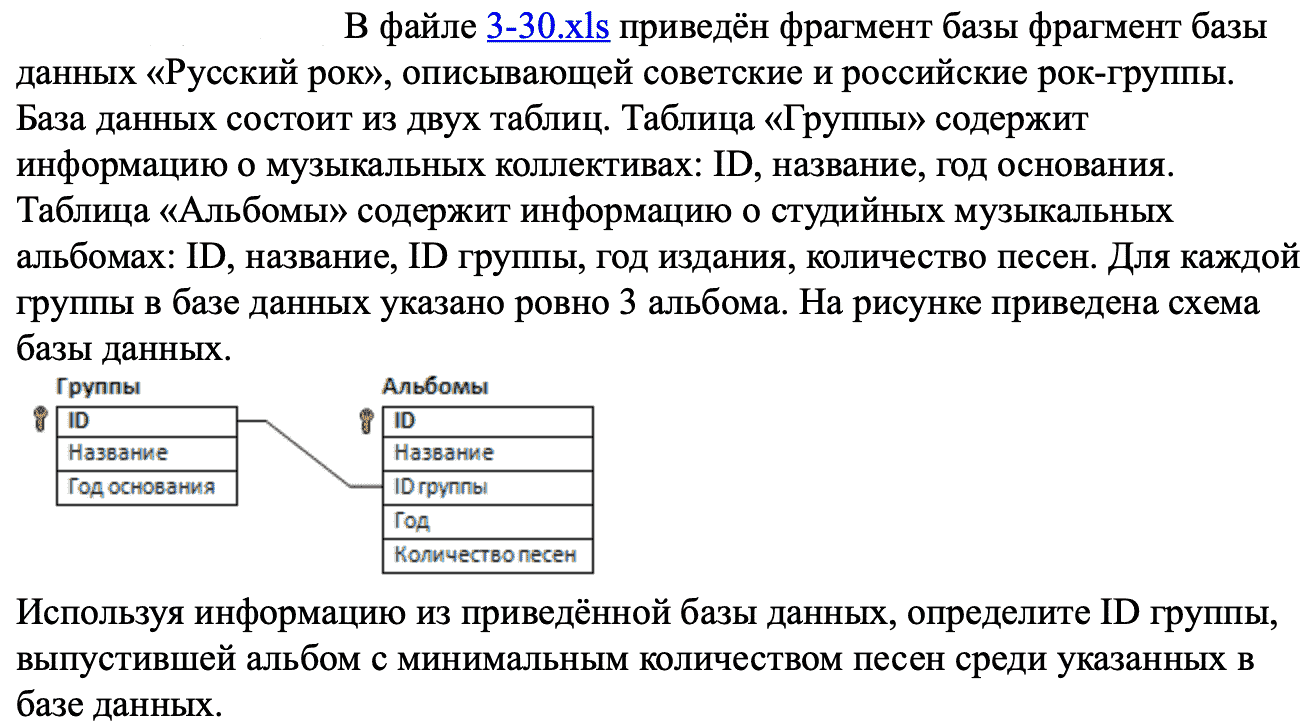 В файле 3-30.xls приведён фрагмент базы фрагмент базы
данных «Русский рок», описывающей советские и российские рок-группы.
База данных состоит из двух таблиц. Таблица «Группы» содержит
информацию о музыкальных коллективах: ID, название, год основания.
Таблица «Альбомы» содержит информацию о студийных музыкальных
альбомах: ID, название, ID группы, год издания, количество песен. Для каждой
группы в базе данных указано ровно 3 альбома. На рисунке приведена схема
базы данных.
Группы
ID
Название
Год основания
Альбомы
ID
Название
ID группы
Год
Количество песен
Используя информацию из приведённой базы данных, определите ID группы,
выпустившей альбом с минимальным количеством песен среди указанных в
базе данных.